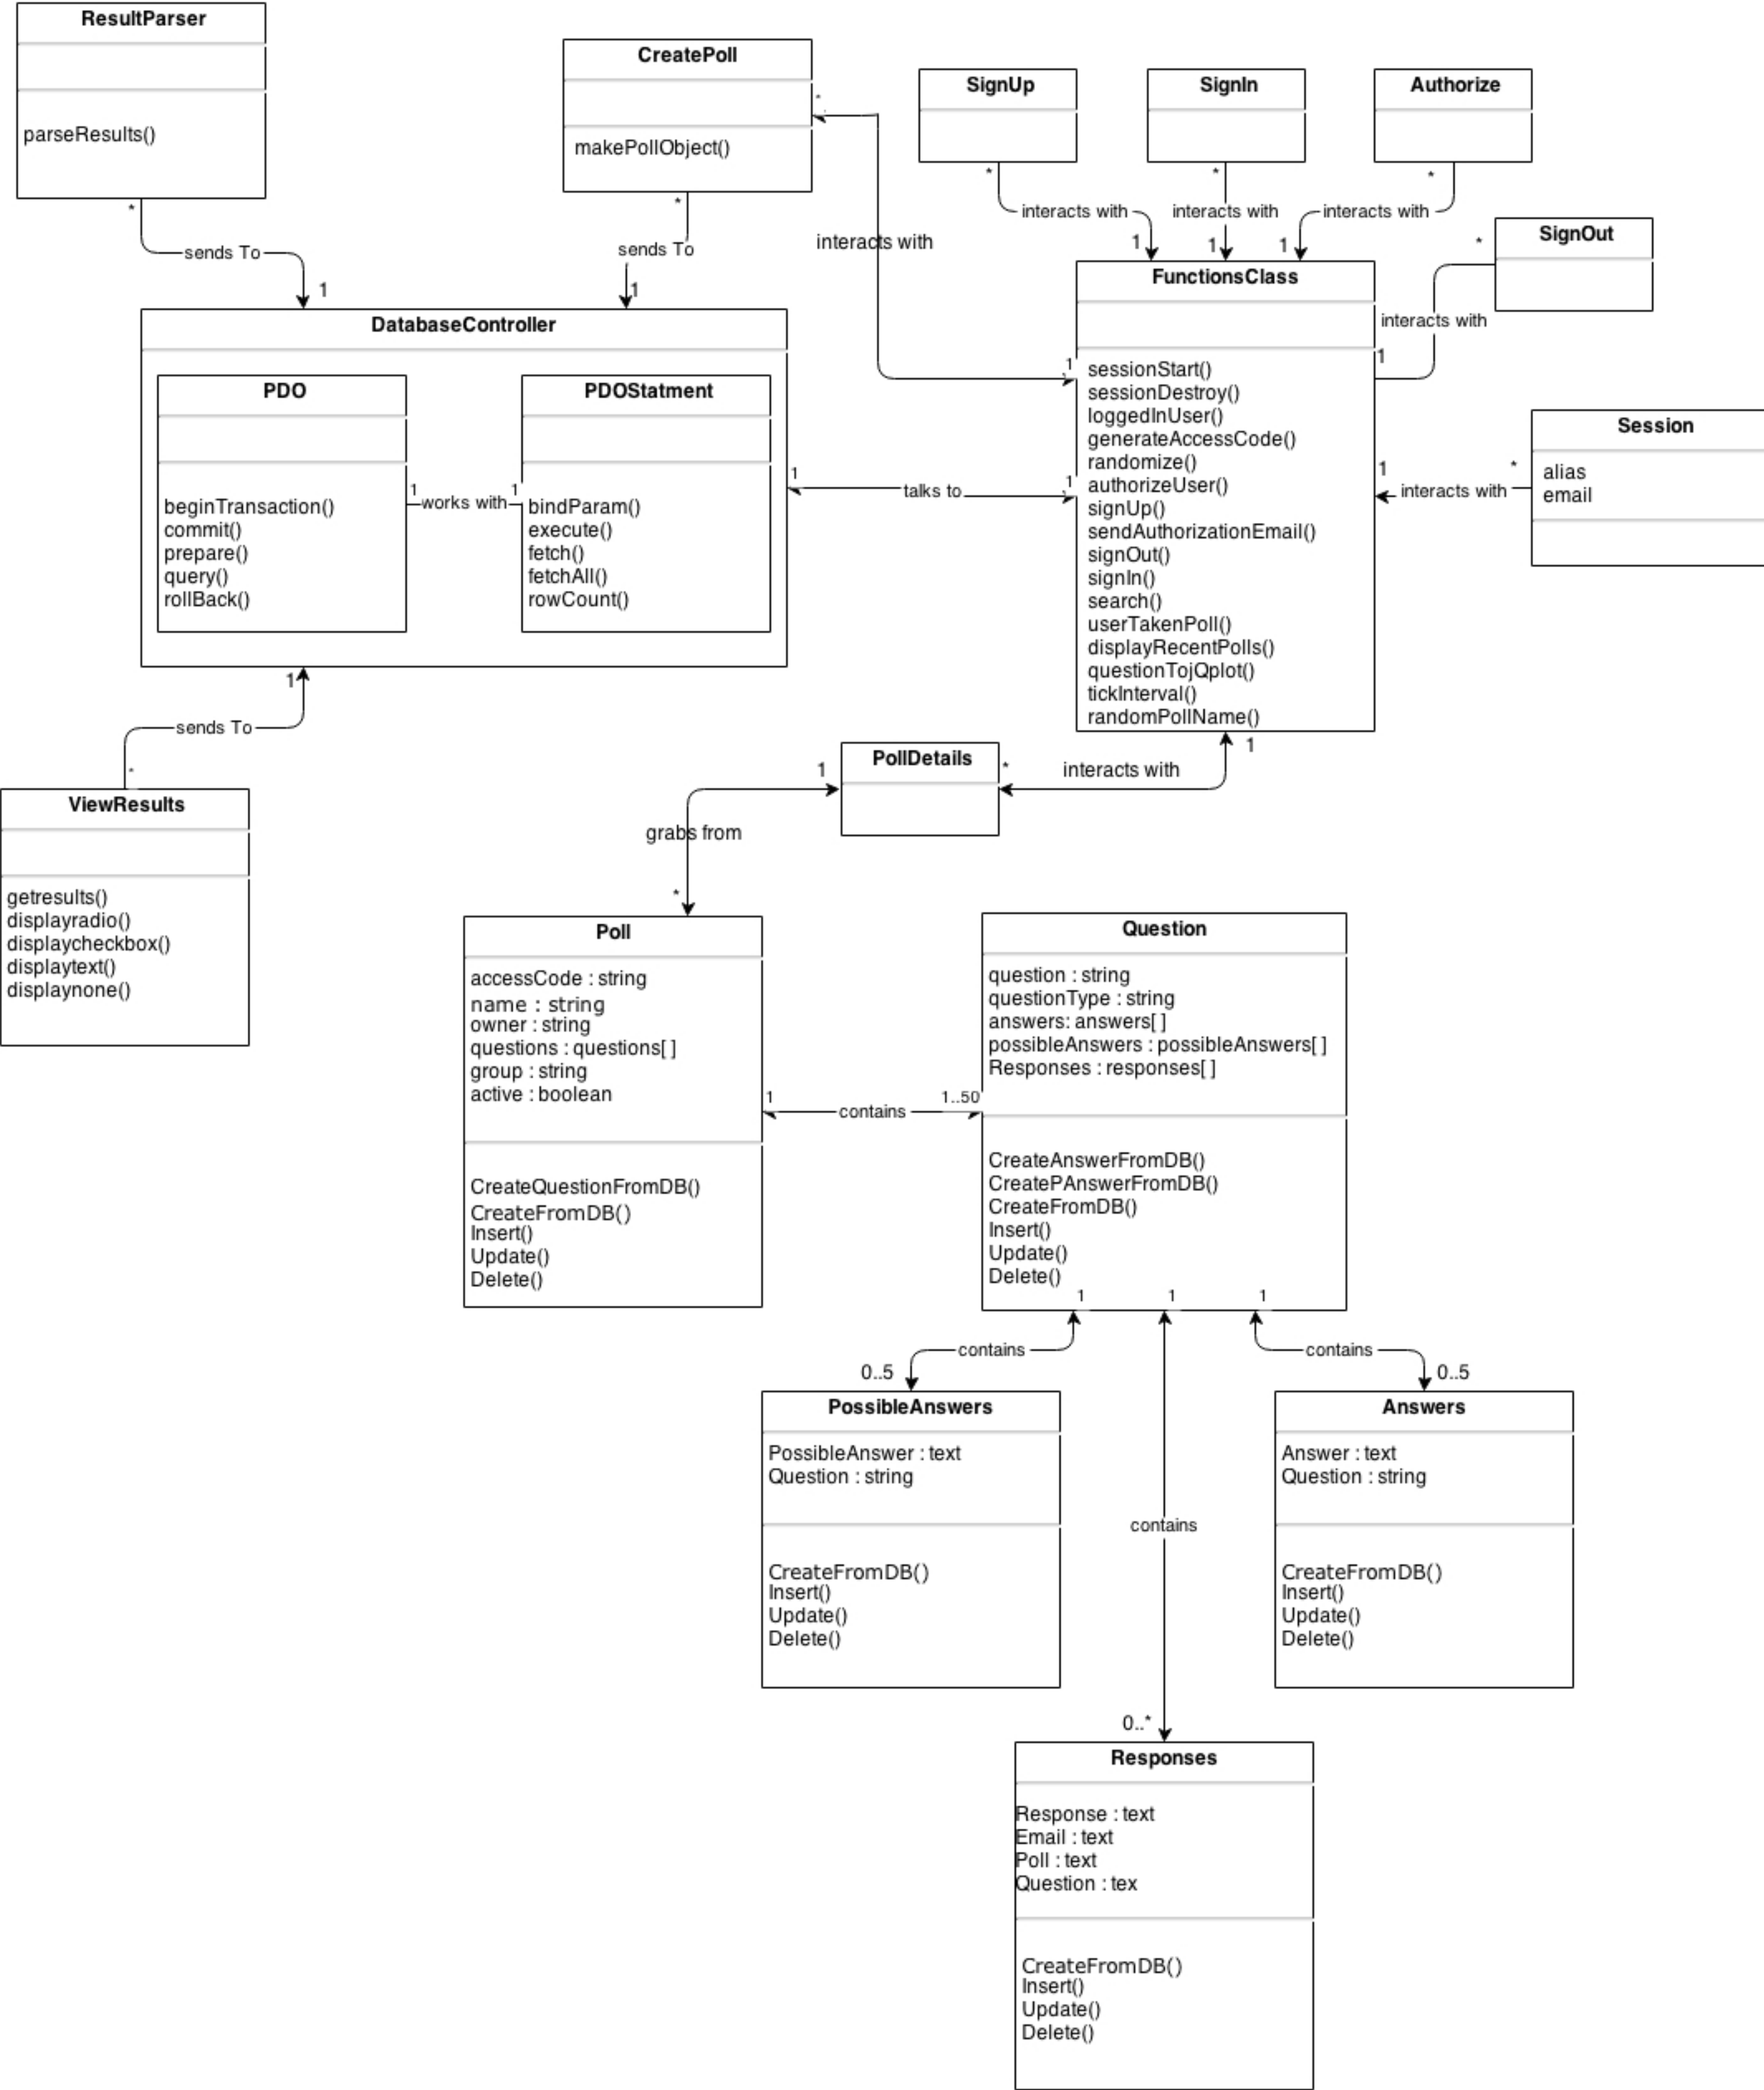 ResultParser
parseResults()
*
sends To
1
CreatePoll
makePollObject()
*
sends To
1
*
interacts with
1
SignUp
*
interacts with
1
SignIn
*
interacts with
1
Authorize
*
interacts with
1
SignOut
*
interacts with
1
FunctionsClass
sessionStart()
sessionDestroy()
loggedInUser()
generateAccessCode()
randomize()
authorizeUser()
signUp()
sendAuthorizationEmail()
signOut()
signIn()
search()
userTakenPoll()
displayRecentPolls()
questionTojQplot()
tickInterval()
randomPollName()
Session
alias
email
*
interacts with
1
DatabaseController
PDO
beginTransaction()
commit()
prepare()
query()
rollBack()
1
works with
1
PDOStatment
bindParam()
execute()
fetch()
fetchAll()
rowCount()
1
talks to
1
1
sends To
*
ViewResults
getresults()
displayradio()
displaycheckbox()
displaytext()
displaynone()
PollDetails
*
interacts with
1
1
grabs from
*
Poll
accessCode : string
name : string
owner : string
questions : questions[ ]
group : string
active : boolean
CreateQuestionFromDB()
CreateFromDB()
Insert()
Update()
Delete()
1
contains
1..50
Question
question : string
questionType : string
answers: answers[ ]
possibleAnswers : possibleAnswers[ ]
Responses : responses[ ]
CreateAnswerFromDB()
CreatePAnswerFromDB()
CreateFromDB()
Insert()
Update()
Delete()
1
1
1
contains
0..5
contains
0..5
PossibleAnswers
PossibleAnswer : text
Question : string
CreateFromDB()
Insert()
Update()
Delete()
Answers
Answer : text
Question : string
CreateFromDB()
Insert()
Update()
Delete()
contains
0..*
Responses
Response : text
Email : text
Poll : text
Question : tex
CreateFromDB()
Insert()
Update()
Delete()